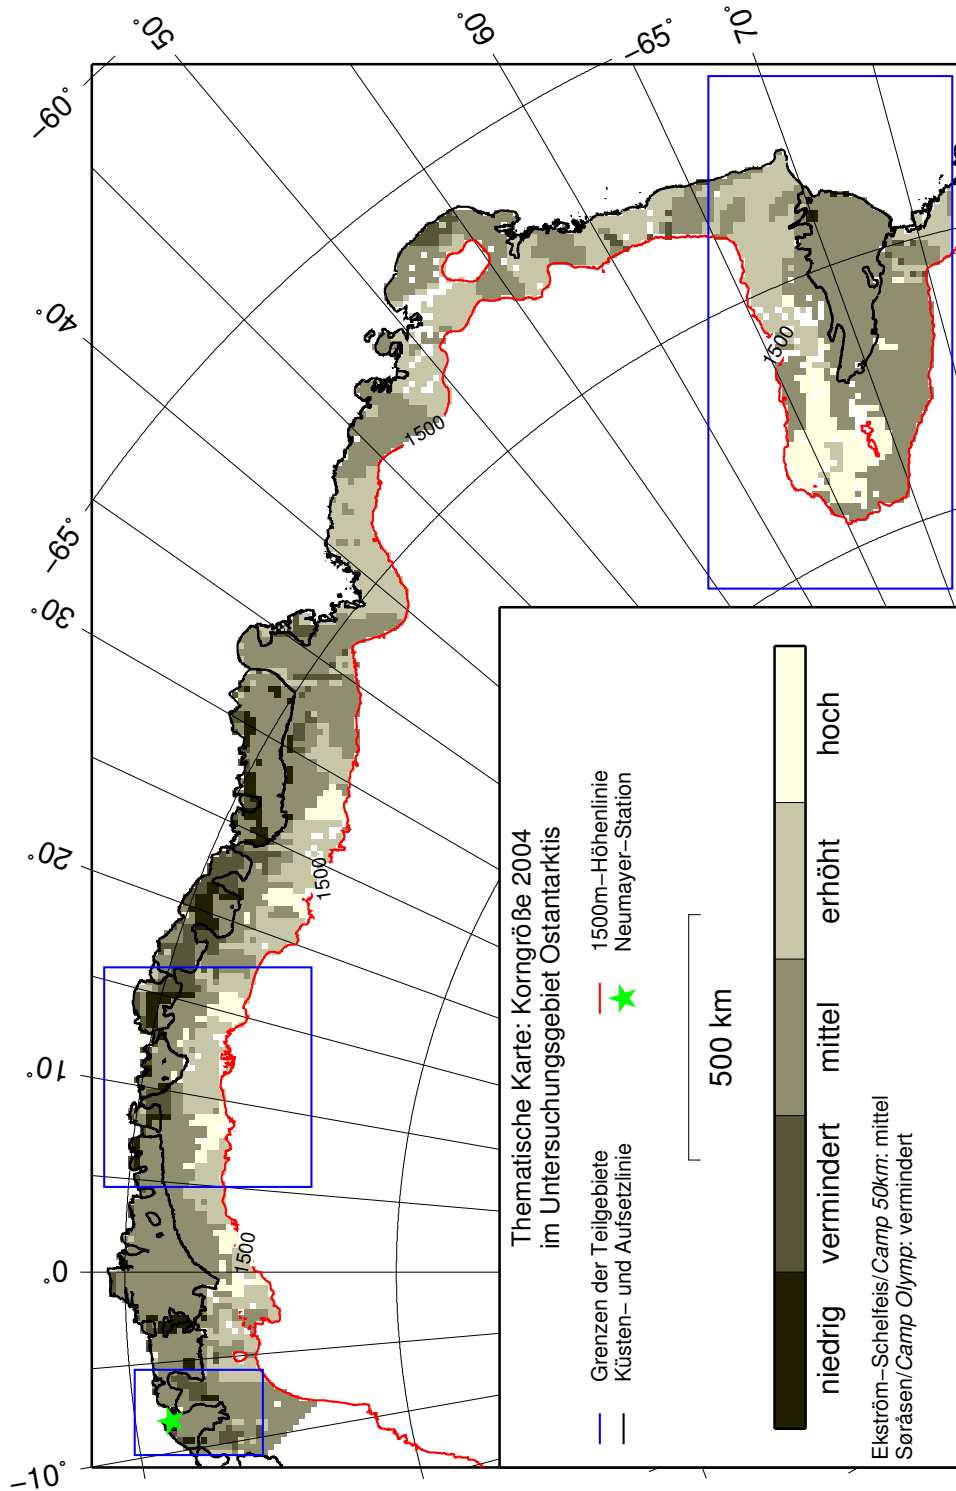 −10°
0°
10°
20°
30°
−65°
40°
−60°
50°
60°
−65°
70°
1500
1500
1500
1500
Thematische Karte: Korngröße 2004
im Untersuchungsgebiet Ostantarktis
Grenzen der Teilgebiete
Küsten− und Aufsetzlinie
1500m−Höhenlinie
Neumayer−Station
500 km
niedrig vermindert mittel erhöht hoch
Ekström−Schelfeis/Camp 50km: mittel
Søråsen/Camp Olymp: vermindert